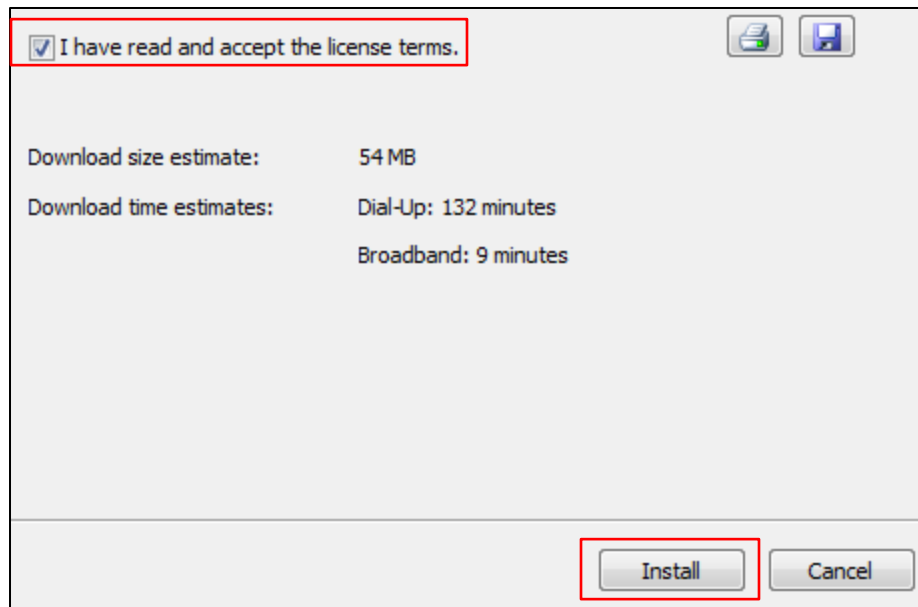 I have read and accept the license terms.
Download size estimate: 54 MB
Download time estimates: Dial-Up: 132 minutes
Broadband: 9 minutes
Install Cancel